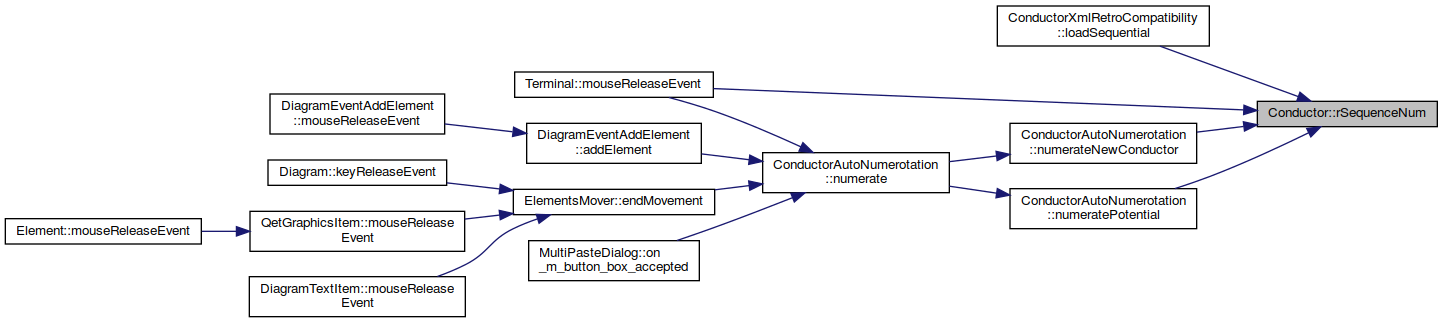 ConductorXmlRetroCompatibility
::loadSequential
Terminal::mouseReleaseEvent
DiagramEventAddElement
::mouseReleaseEvent
Conductor::rSequenceNum
DiagramEventAddElement
::addElement
ConductorAutoNumerotation
::numerateNewConductor
ConductorAutoNumerotation
::numerate
Diagram::keyReleaseEvent
ElementsMover::endMovement
ConductorAutoNumerotation
::numeratePotential
Element::mouseReleaseEvent
QetGraphicsItem::mouseRelease
Event
MultiPasteDialog::on
_m_button_box_accepted
DiagramTextItem::mouseRelease
Event